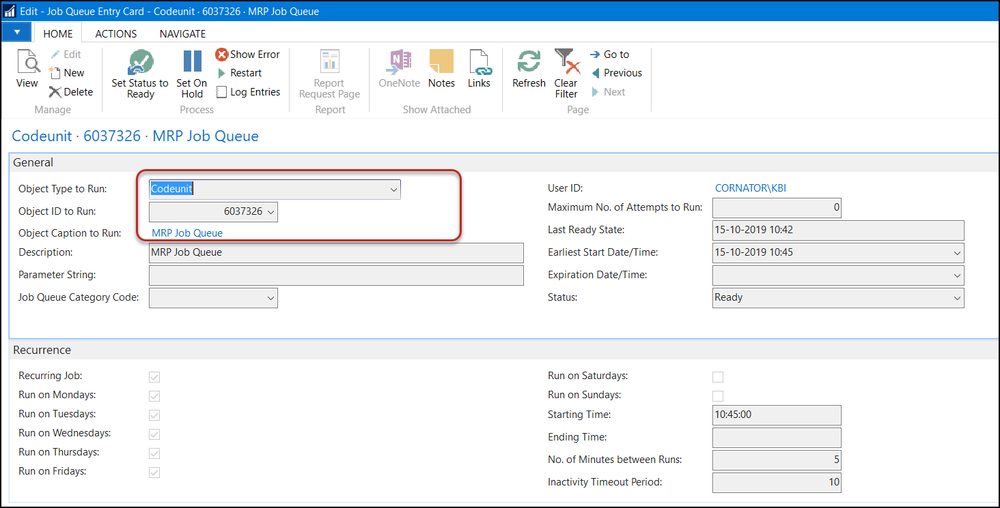 Edit - Job Queue Entry Card - Codeunit · 6037326 · MRP Job Queue
HOME ACTIONS NAVIGATE
View
Edit
New
Delete
Manage
Set Status to Ready
Set On Hold
Show Error
Restart
Log Entries
Process
Report Request Page
Report
OneNote
Notes
Links
Show Attached
Refresh
Clear Filter
Go to
Previous
Next
Page
Codeunit · 6037326 · MRP Job Queue
General
Object Type to Run: Codeunit
Object ID to Run: 6037326
Object Caption to Run: MRP Job Queue
Description: MRP Job Queue
Parameter String:
Job Queue Category Code:
User ID: CORNATOR\KBI
Maximum No. of Attempts to Run: 0
Last Ready State: 15-10-2019 10:42
Earliest Start Date/Time: 15-10-2019 10:45
Expiration Date/Time:
Status: Ready
Recurrence
Recurring Job:
Run on Mondays:
Run on Tuesdays:
Run on Wednesdays:
Run on Thursdays:
Run on Fridays:
Run on Saturdays:
Run on Sundays:
Starting Time: 10:45:00
Ending Time:
No. of Minutes between Runs: 5
Inactivity Timeout Period: 10